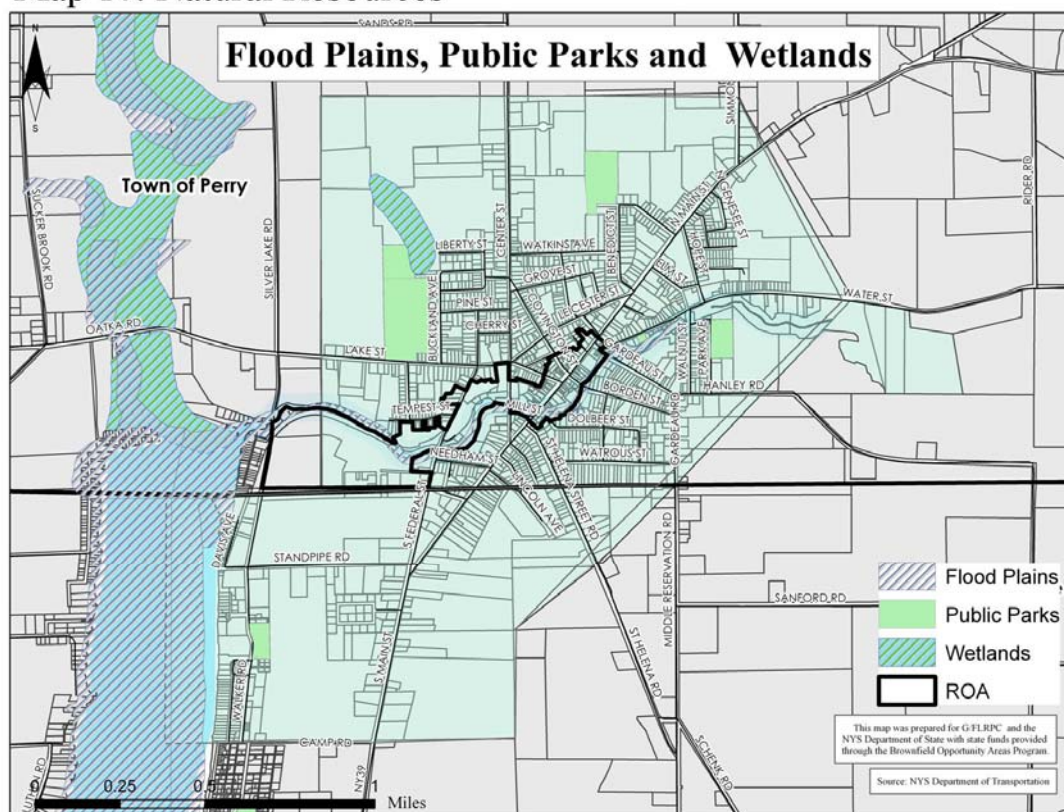 SANDS RD
Flood Plains, Public Parks and Wetlands
N
S
Town of Perry
SUCKER BROOK RD
SILVER LAKE RD
CENTER ST
N MAIN ST
N GENESEE ST
RIDER RD
LIBERTY ST
WATKINS AVE
BENEDICT ST
HOPE ST
ELM ST
GROVE ST
LEICESTER ST
BUCKLAND AVE
PINE ST
COVINGTON ST
CHERRY ST
WATER ST
OATKA RD
LAKE ST
GARDEAU ST
WALNUT ST
PARK AVE
HANLEY RD
TEMPEST ST
MILL ST
BORDEN ST
DOLBEER ST
GARDEAU RD
NEEDHAM ST
WATROUS ST
LINCOLN AVE
ST HELENA STREET RD
DAVIS AVE
S FEDERAL ST
STANDPIPE RD
MIDDLE RESERVATION RD
SANFORD RD
S MAIN ST
WALKER RD
ST HELENA RD
CAMP RD
SCHENK RD
NY39
Flood Plains
Public Parks
Wetlands
ROA
This map was prepared for G/FLRPC and the
NYS Department of State with state funds provided
through the Brownfield Opportunity Areas Program.
Source: NYS Department of Transportation
0 0.25 1
Miles